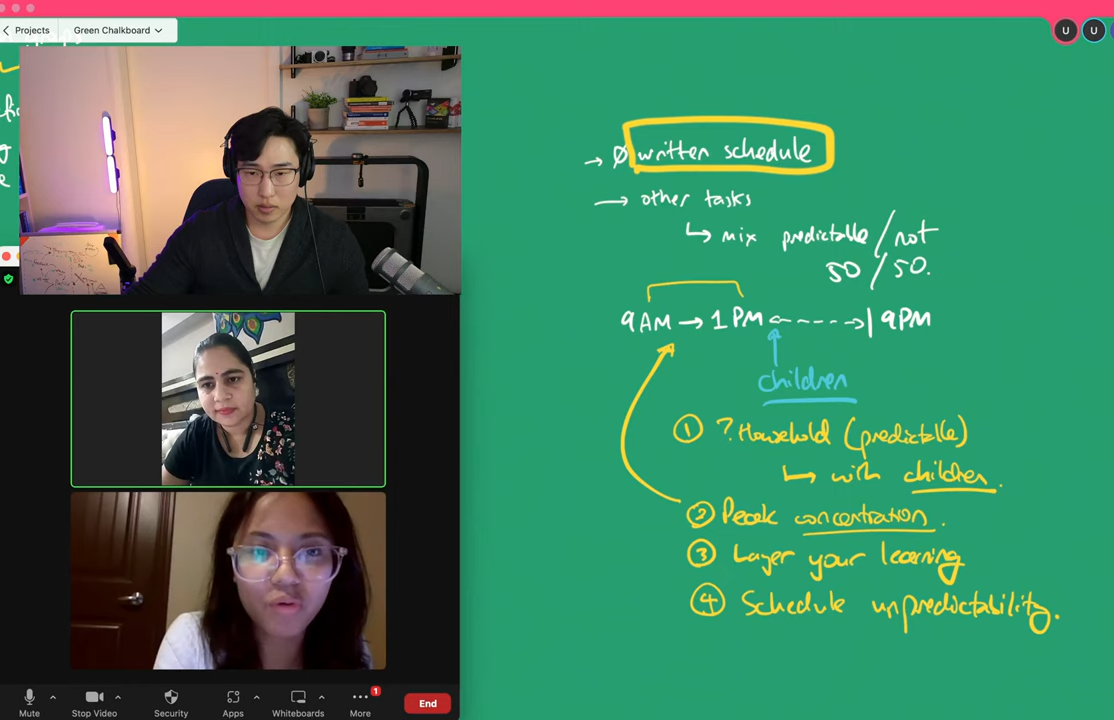 Projects
Green Chalkboard
U
U
→ Ø written schedule
→ other tasks
↳ mix predictable / not
50 / 50.
9AM → 1PM <----> | 9PM
children
① ? Household (predictable)
↳ with children.
② Peak concentration.
③ Layer your learning
④ Schedule unpredictability.
Mute
Stop Video
Security
Apps
Whiteboards
1
More
End